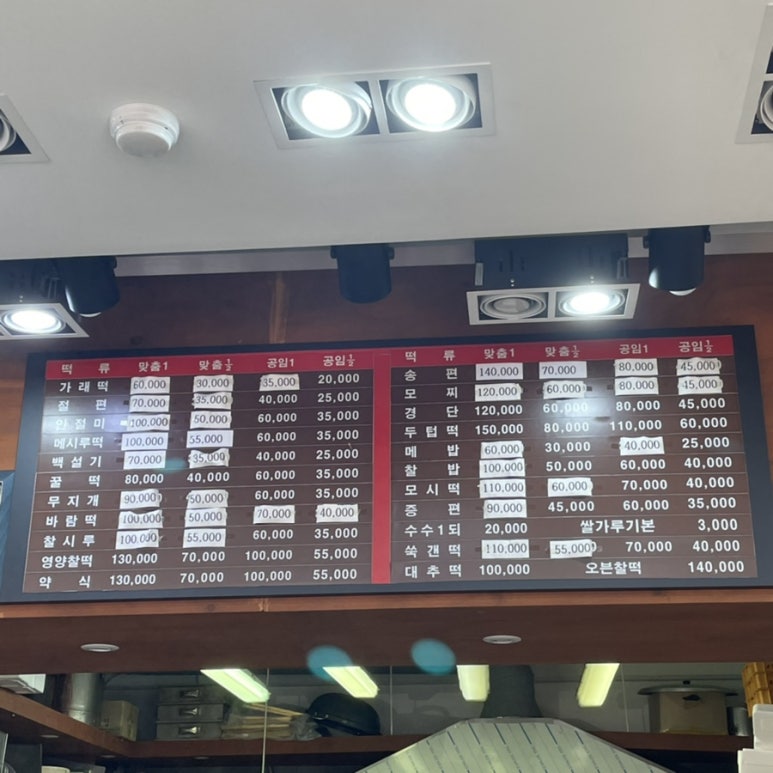 떡 류 맞춤1 맞춤½ 공임1 공임½
가래떡 60,000 30,000 35,000 20,000
절 편 70,000 35,000 40,000 25,000
인절미 100,000 50,000 60,000 35,000
메시루떡 100,000 55,000 60,000 35,000
백설기 70,000 35,000 40,000 25,000
꿀 떡 80,000 40,000 60,000 35,000
무지개 90,000 50,000 60,000 35,000
바람떡 100,000 50,000 70,000 40,000
찰시루 100,000 55,000 60,000 35,000
영양찰떡 130,000 70,000 100,000 55,000
약 식 130,000 70,000 100,000 55,000
떡 류 맞춤1 맞춤½ 공임1 공임½
송 편 140,000 70,000 80,000 45,000
모 찌 120,000 60,000 80,000 45,000
경 단 120,000 60,000 80,000 45,000
두텁떡 150,000 80,000 110,000 60,000
메 밥 60,000 30,000 40,000 25,000
찰 밥 100,000 50,000 60,000 40,000
모시떡 110,000 60,000 70,000 40,000
증 편 90,000 45,000 60,000 35,000
수수1되 20,000 쌀가루기본 3,000
쑥갠떡 110,000 55,000 70,000 40,000
대추떡 100,000 오븐찰떡 140,000